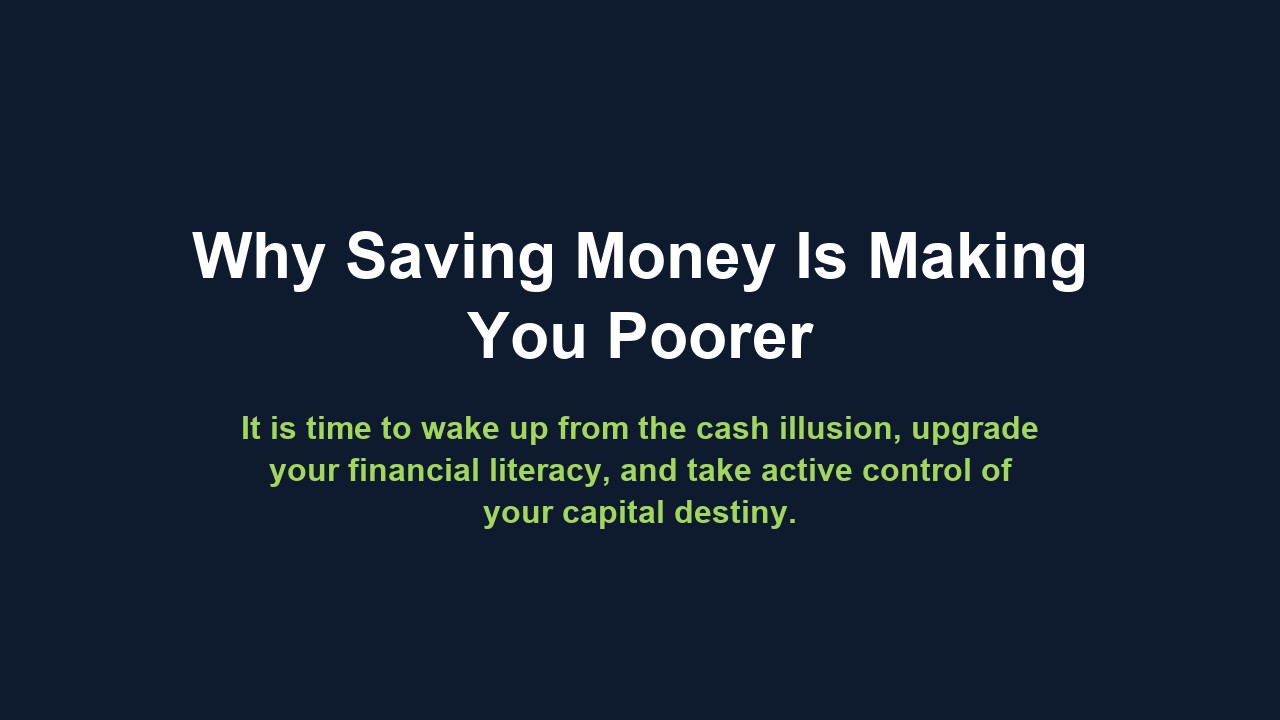 Why Saving Money Is Making
You Poorer
It is time to wake up from the cash illusion, upgrade
your financial literacy, and take active control of
your capital destiny.